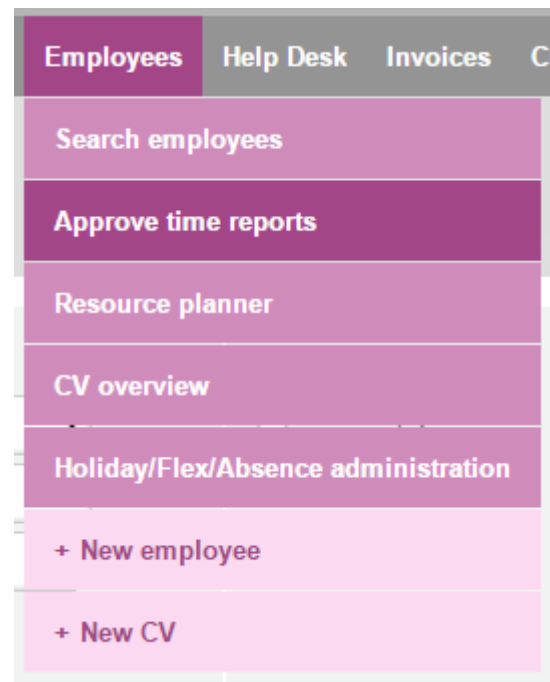 Employees Help Desk Invoices C
Search employees
Approve time reports
Resource planner
CV overview
Holiday/Flex/Absence administration
+ New employee
+ New CV